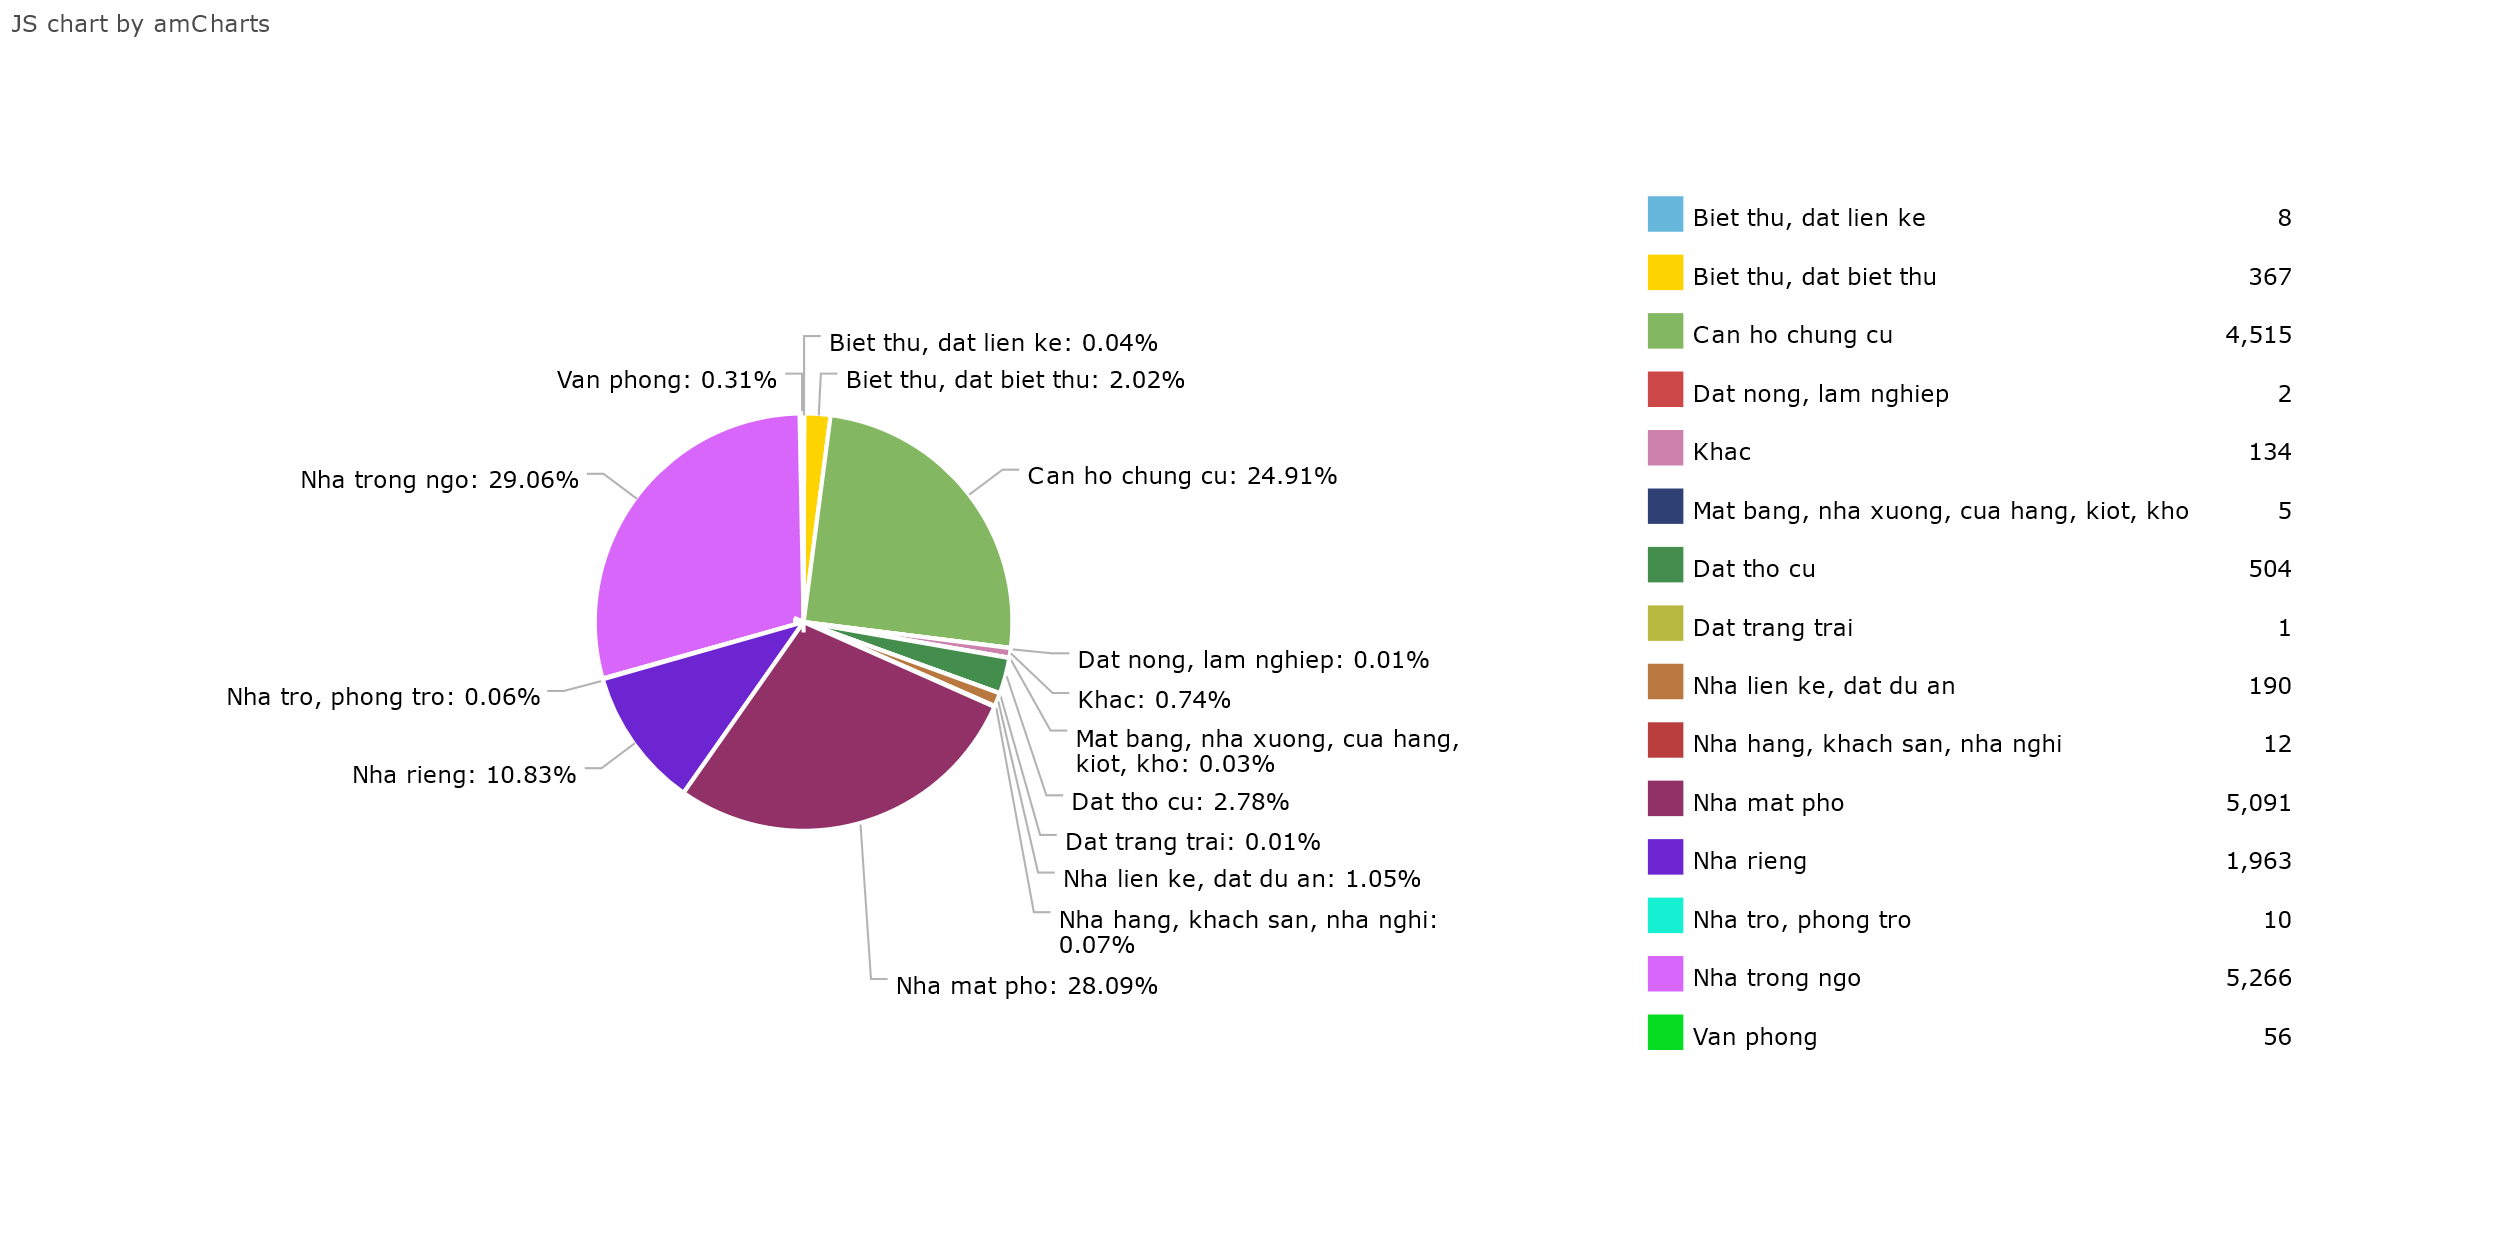 JS chart by amCharts
Biet thu, dat lien ke: 0.04%
Van phong: 0.31%
Biet thu, dat biet thu: 2.02%
Nha trong ngo: 29.06%
Can ho chung cu: 24.91%
Dat nong, lam nghiep: 0.01%
Nha tro, phong tro: 0.06%
Khac: 0.74%
Mat bang, nha xuong, cua hang,
kiot, kho: 0.03%
Nha rieng: 10.83%
Dat tho cu: 2.78%
Dat trang trai: 0.01%
Nha lien ke, dat du an: 1.05%
Nha hang, khach san, nha nghi:
0.07%
Nha mat pho: 28.09%
Biet thu, dat lien ke 8
Biet thu, dat biet thu 367
Can ho chung cu 4,515
Dat nong, lam nghiep 2
Khac 134
Mat bang, nha xuong, cua hang, kiot, kho 5
Dat tho cu 504
Dat trang trai 1
Nha lien ke, dat du an 190
Nha hang, khach san, nha nghi 12
Nha mat pho 5,091
Nha rieng 1,963
Nha tro, phong tro 10
Nha trong ngo 5,266
Van phong 56